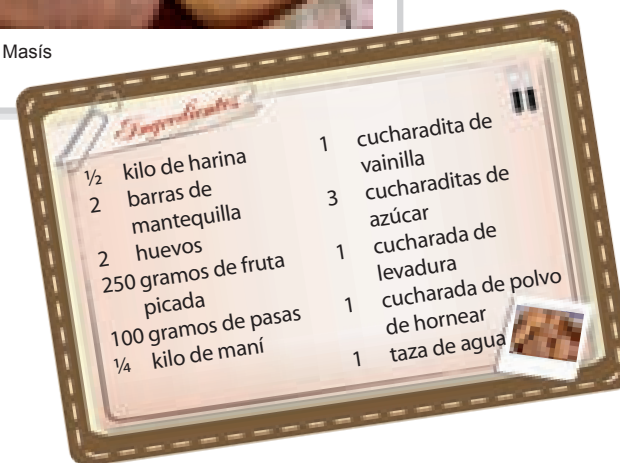 Masís
Ingredientes
½ kilo de harina
2 barras de
mantequilla
2 huevos
250 gramos de fruta
picada
100 gramos de pasas
¼ kilo de maní
1 cucharadita de
vainilla
3 cucharaditas de
azúcar
1 cucharada de
levadura
1 cucharada de polvo
de hornear
1 taza de agua